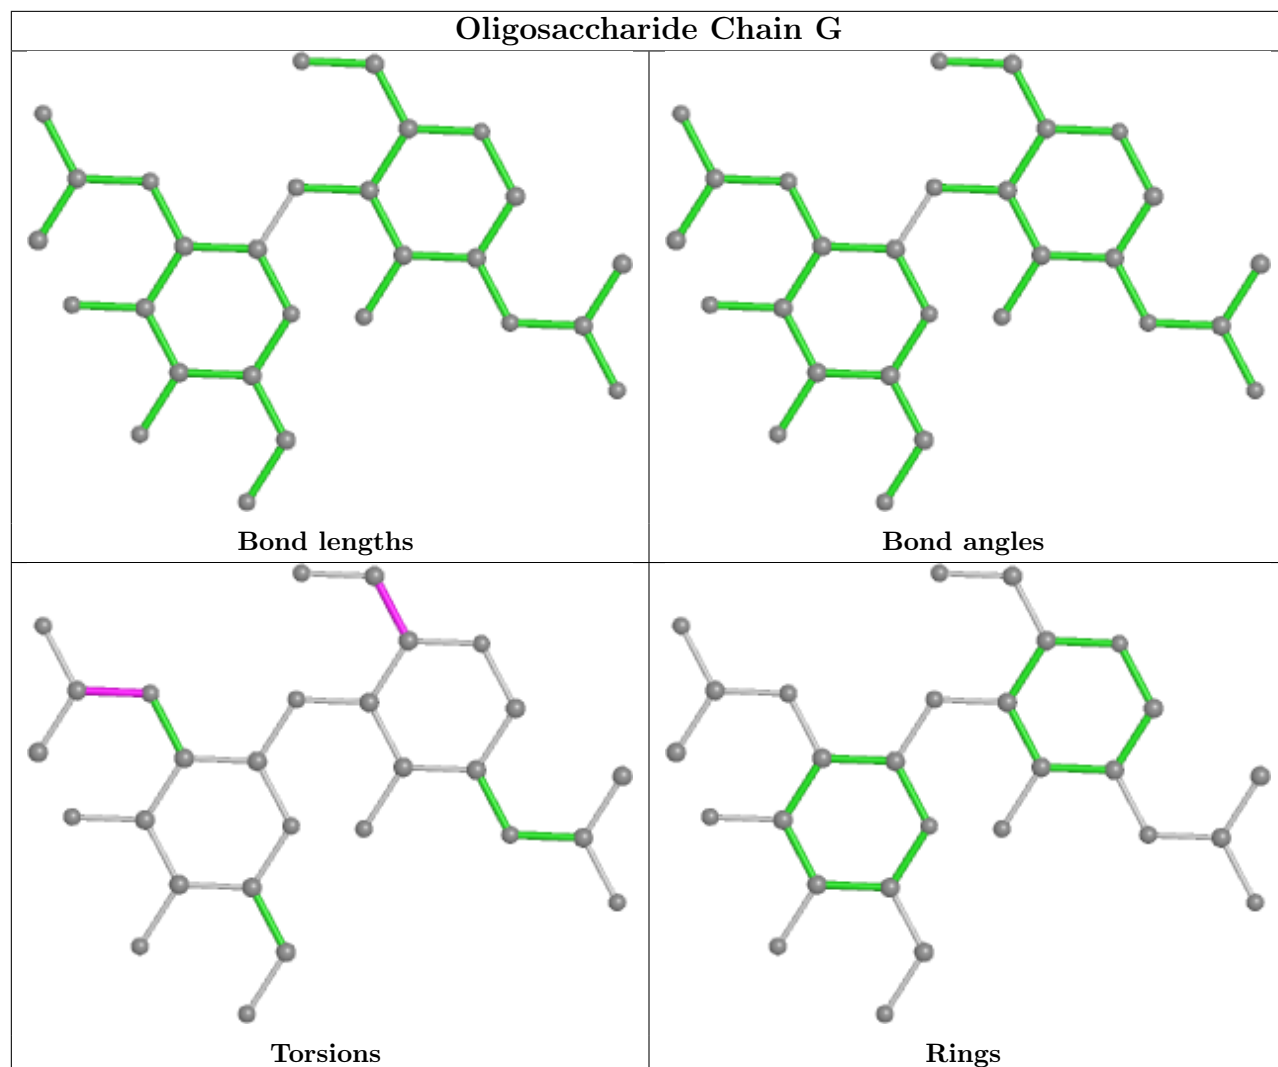 Oligosaccharide Chain G
Bond lengths
Bond angles
Torsions
Rings